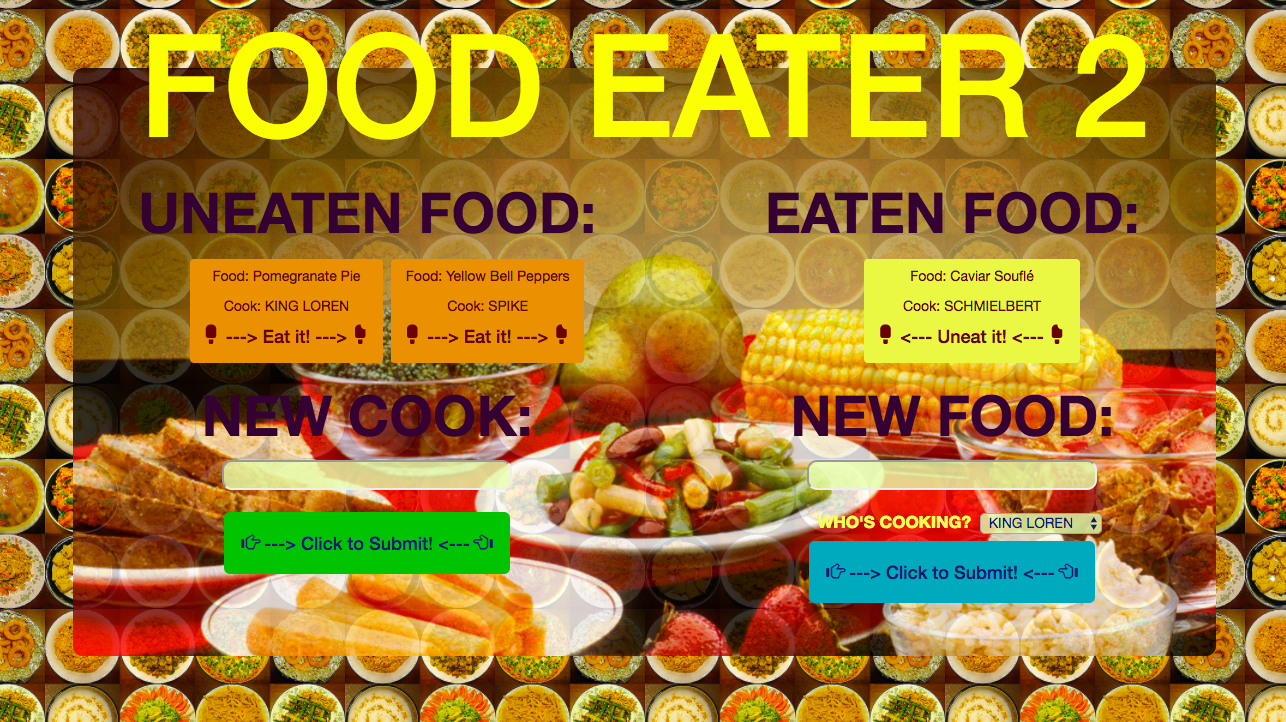 FOOD EATER 2
UNEATEN FOOD:
Food: Pomegranate Pie
Cook: KING LOREN
---> Eat it! --->
Food: Yellow Bell Peppers
Cook: SPIKE
---> Eat it! --->
EATEN FOOD:
Food: Caviar Souflé
Cook: SCHMIELBERT
<--- Uneat it! <---
NEW COOK:
---> Click to Submit! <---
NEW FOOD:
WHO'S COOKING? KING LOREN
---> Click to Submit! <---